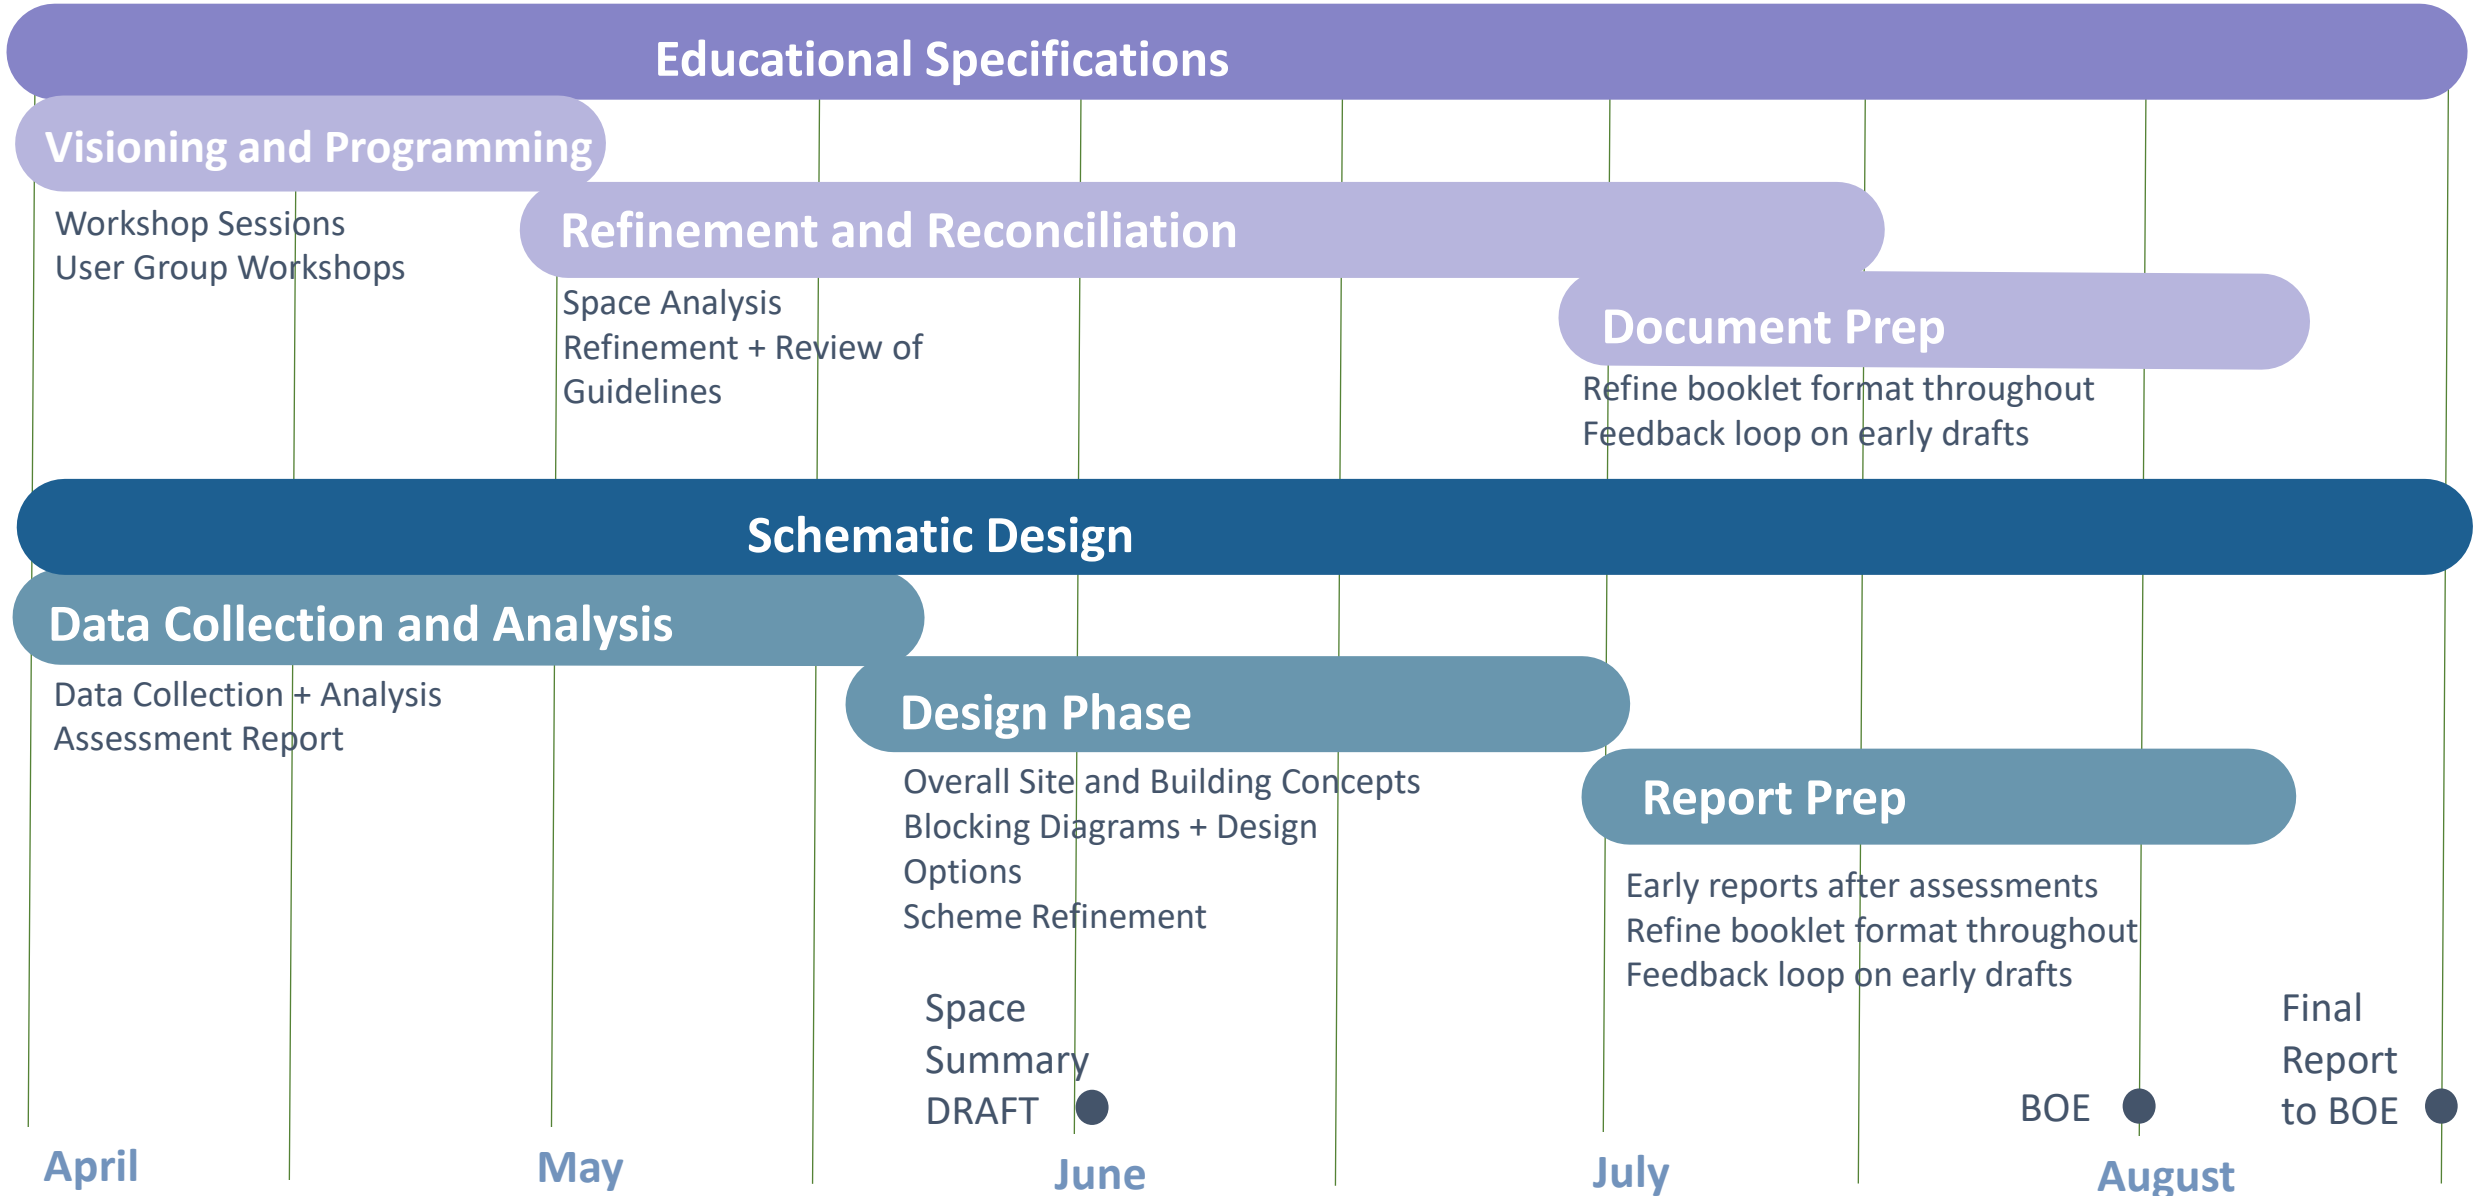 Educational Specifications
Visioning and Programming
Workshop Sessions
User Group Workshops
Refinement and Reconciliation
Space Analysis
Refinement + Review of
Guidelines
Document Prep
Refine booklet format throughout
Feedback loop on early drafts
Schematic Design
Data Collection and Analysis
Data Collection + Analysis
Assessment Report
Design Phase
Overall Site and Building Concepts
Blocking Diagrams + Design
Options
Scheme Refinement
Report Prep
Early reports after assessments
Refine booklet format throughout
Feedback loop on early drafts
Space
Summary
DRAFT
BOE
Final
Report
to BOE
April
May
June
July
August